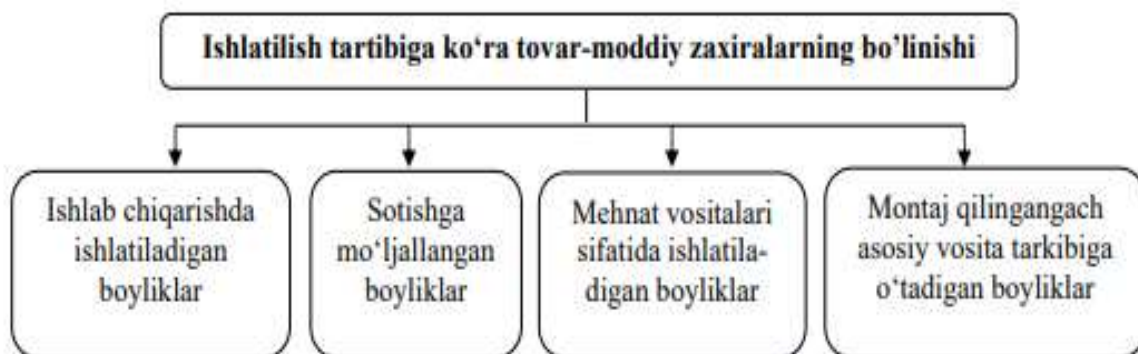 Ishlatilish tartibiga ko‘ra tovar-moddiy zaxiralarning bo’linishi
Ishlab chiqarishda
ishlatiladigan
boyliklar
Sotishga
mo‘ljallangan
boyliklar
Mehnat vositalari
sifatida ishlatila-
digan boyliklar
Montaj qilingangach
asosiy vosita tarkibiga
o‘tadigan boyliklar